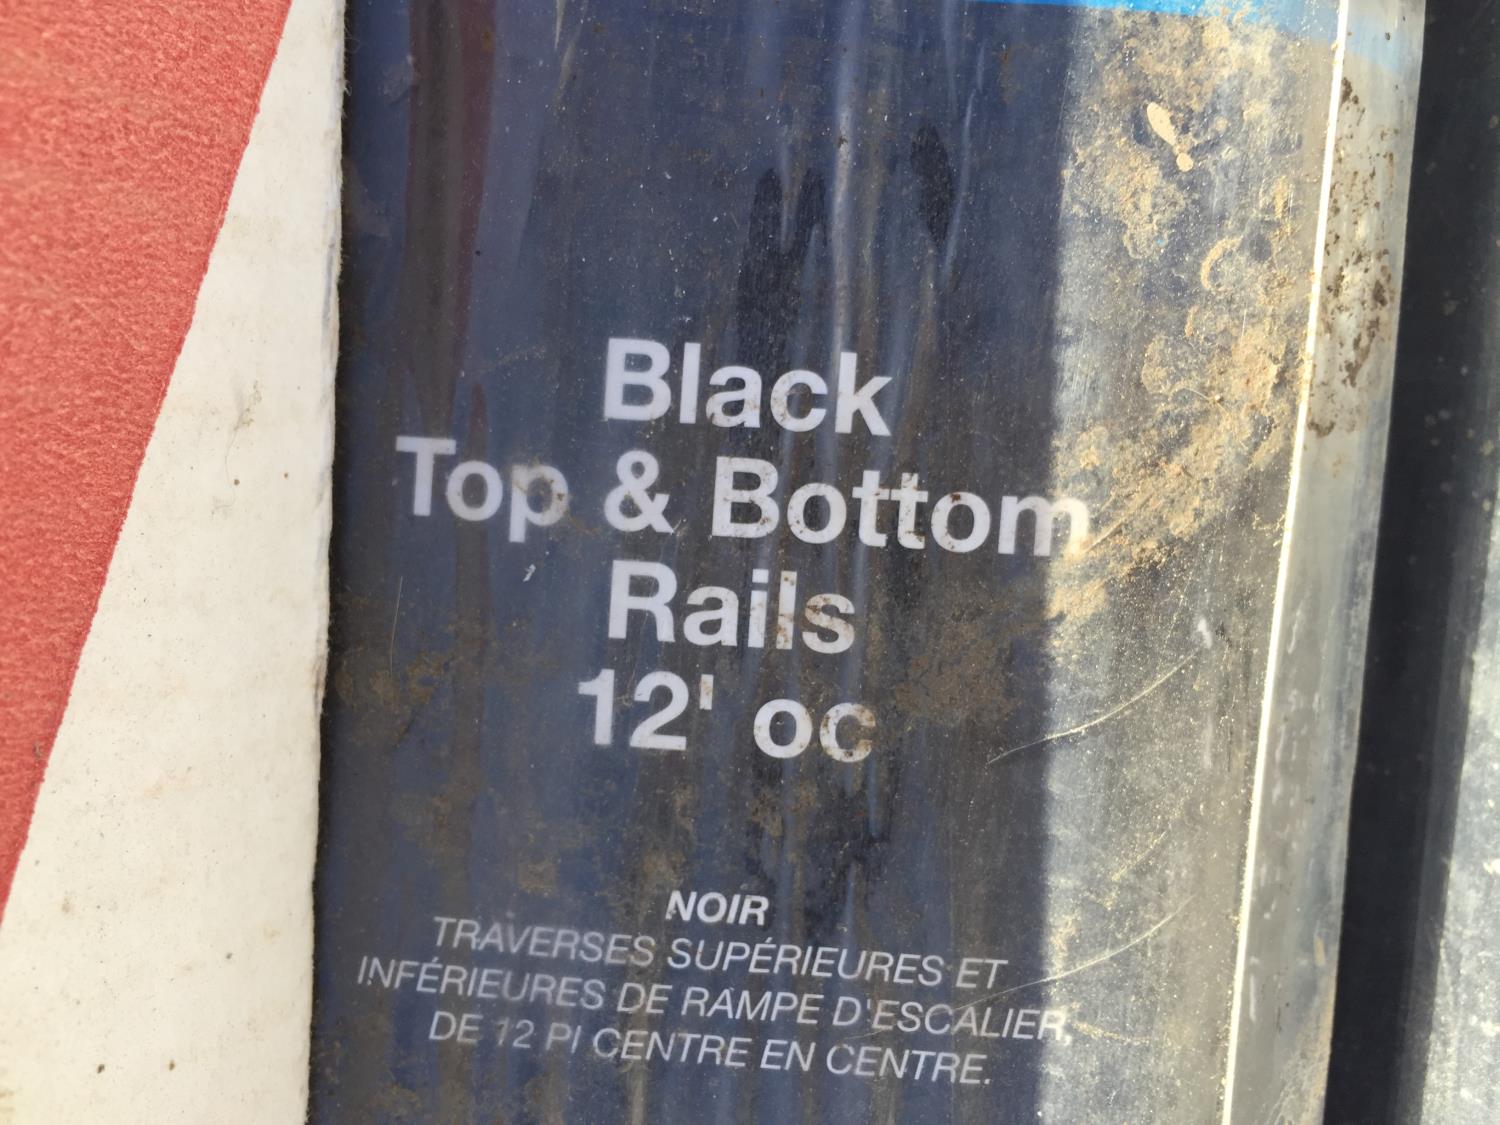 Black
Top & Bottom
Rails
12' oc
NOIR
TRAVERSES SUPÉRIEURES ET
INFÉRIEURES DE RAMPE D'ESCALIER,
DE 12 PI CENTRE EN CENTRE.